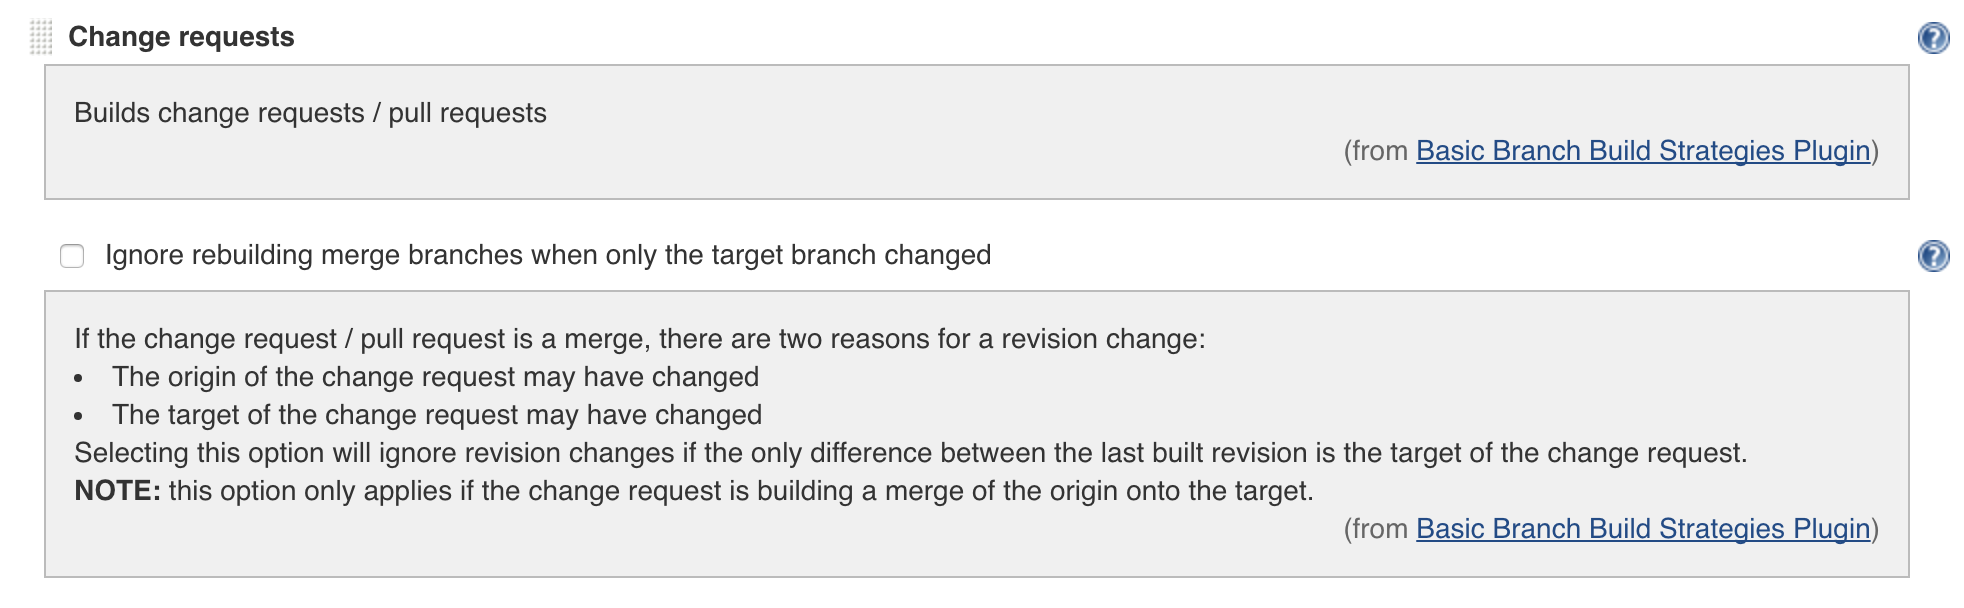 Change requests
Builds change requests / pull requests
(from Basic Branch Build Strategies Plugin)
Ignore rebuilding merge branches when only the target branch changed
If the change request / pull request is a merge, there are two reasons for a revision change:
• The origin of the change request may have changed
• The target of the change request may have changed
Selecting this option will ignore revision changes if the only difference between the last built revision is the target of the change request.
NOTE: this option only applies if the change request is building a merge of the origin onto the target.
(from Basic Branch Build Strategies Plugin)